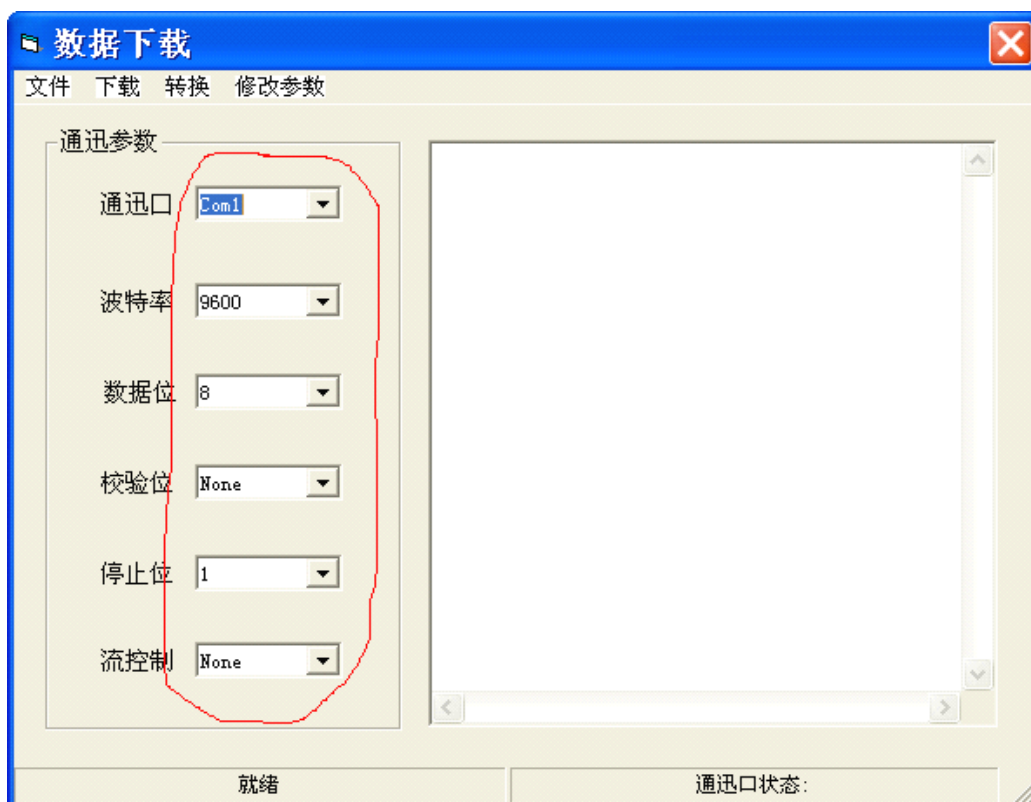 数据下载
文件 下载 转换 修改参数
通迅参数
通迅口 Com1
波特率 9600
数据位 8
校验位 None
停止位 1
流控制 None
就绪 通迅口状态: